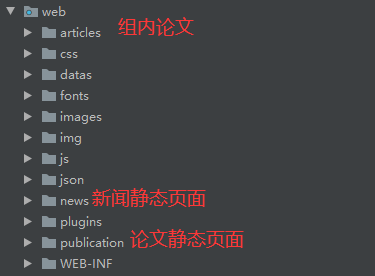 web
articles 组内论文
css
datas
fonts
images
img
js
json
news 新闻静态页面
plugins
publication 论文静态页面
WEB-INF